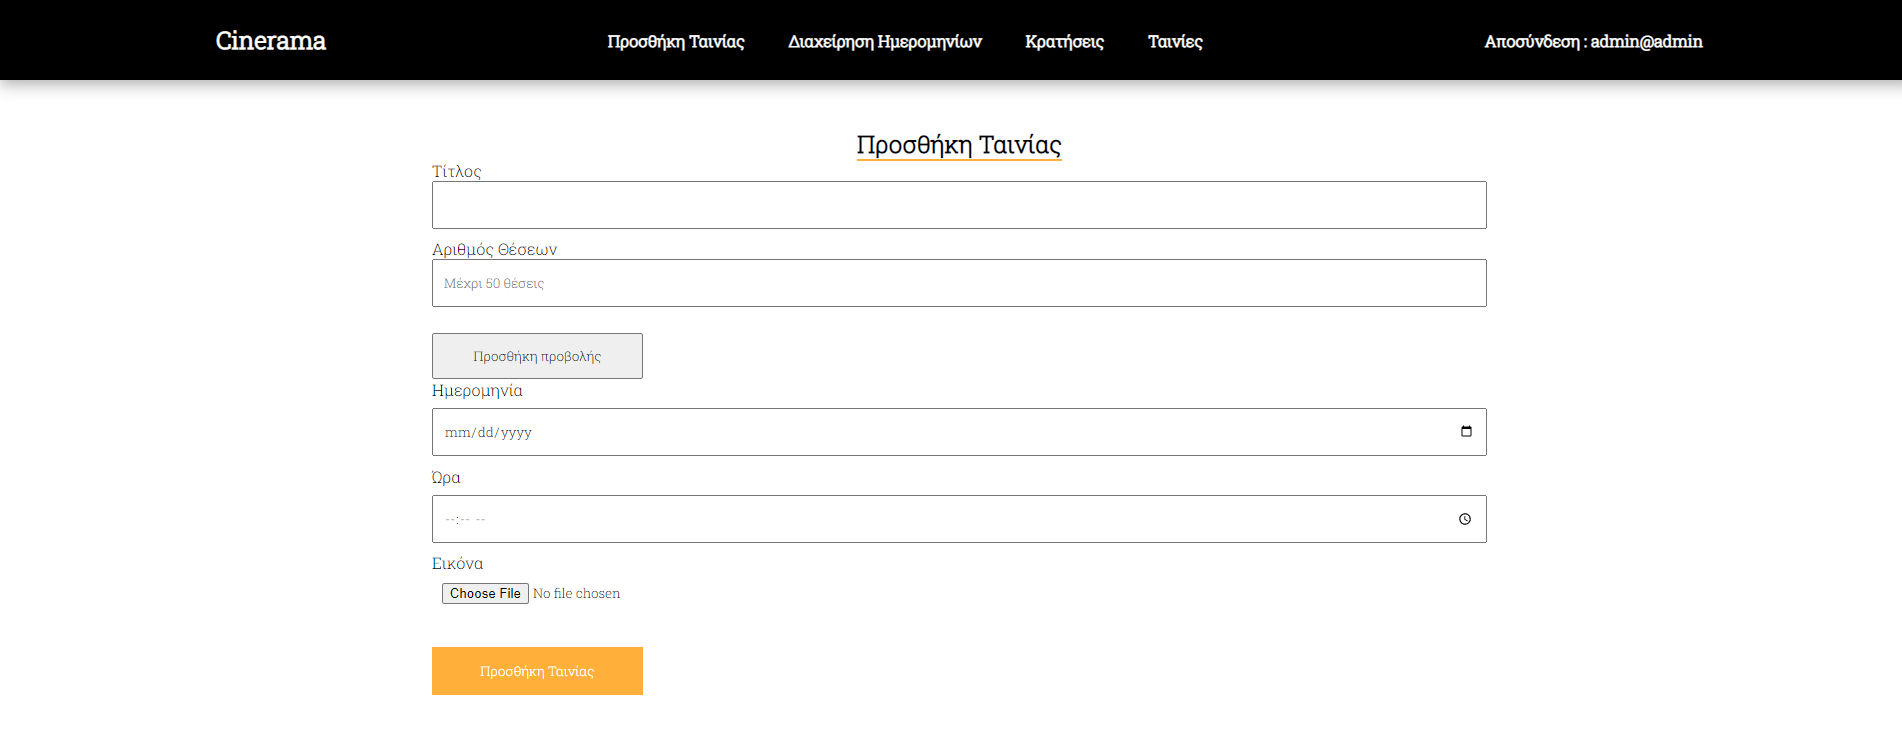 Cinerama Προσθήκη Ταινίας Διαχείρηση Ημερομηνίων Κρατήσεις Ταινίες Αποσύνδεση : admin@admin
Προσθήκη Ταινίας
Τίτλος
Αριθμός Θέσεων
Μέχρι 50 θέσεις
Προσθήκη προβολής
Ημερομηνία
mm/dd/yyyy
Ώρα
--:-- --
Εικόνα
Choose File No file chosen
Προσθήκη Ταινίας